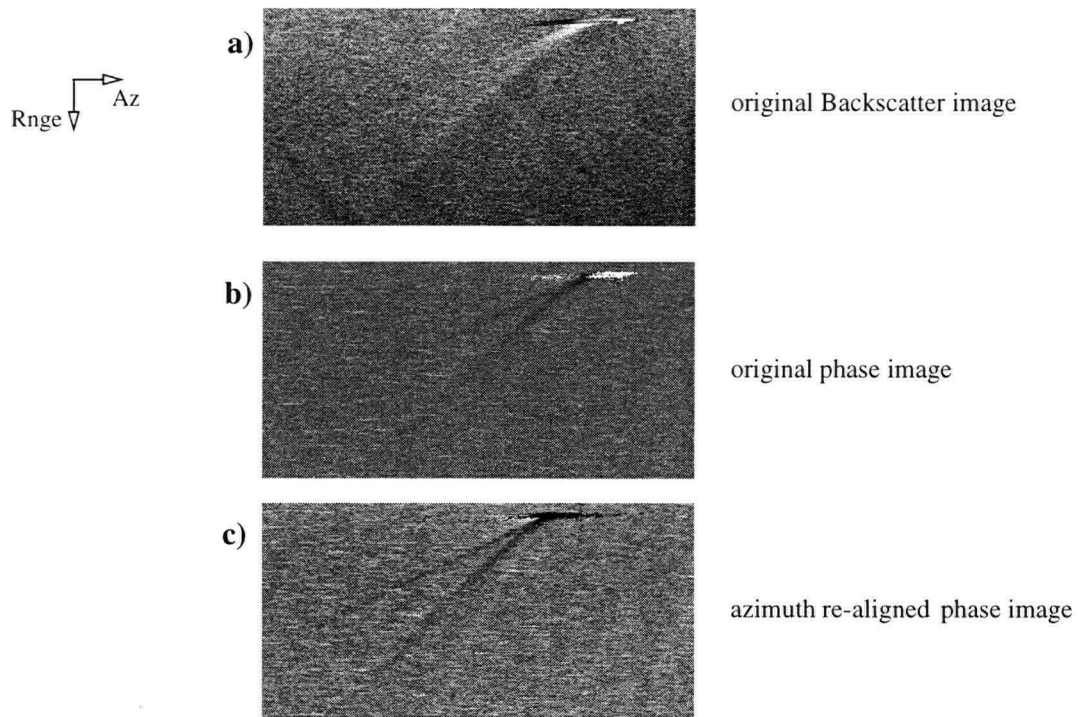 a)
Az
Rnge
original Backscatter image
b)
original phase image
c)
azimuth re-aligned phase image